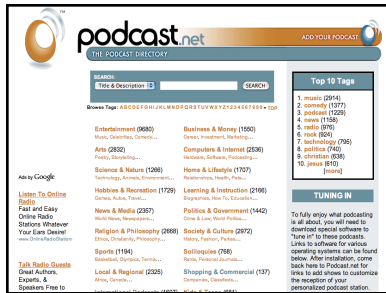 podcast.net
ADD YOUR PODCAST
THE PODCAST DIRECTORY
SEARCH:
Title & Description
SEARCH
Browse Tags: A B C D E F G H I J K L M N O P Q R S T U V W X Y Z 1 2 3 4 5 6 7 8 9 0 - TOP
Entertainment (9680)
Music, Celebrities, Comedy...
Business & Money (1550)
Career, Investment, Marketing...
Arts (2832)
Poetry, Storytelling...
Computers & Internet (2536)
Hardware, Software, Podcasting...
Science & Nature (1266)
Technology, Animals, Environment...
Home & Lifestyle (1707)
Relationships, Health, Pets...
Hobbies & Recreation (1729)
Games, Autos, Travel...
Learning & Instruction (2166)
Biographies, How To, Education...
News & Media (2357)
World News, Newspapers...
Politics & Government (1442)
Crime & Law, World Politics...
Religion & Philosophy (2668)
Ethics, Christianity, Philosophy...
Society & Culture (2972)
History, Fashion, Parties...
Sports (1194)
Basketball, Olympics, Tennis...
Soliloquies (766)
Rants, Personal Journals...
Local & Regional (2325)
Canada, Africa, Israel...
Shopping & Commercial (137)
Companies, Classifieds...
Ads by Google
Listen To Online
Radio
Fast and Easy
Online Radio
Stations Whatever
Your Ears Desire!
www.OnlineRadioStation
Talk Radio Guests
Great Authors,
Experts, &
Speakers Free to
Top 10 Tags
1. music (2914)
2. comedy (1377)
3. podcast (1229)
4. news (1158)
5. radio (976)
6. rock (924)
7. technology (795)
8. politics (740)
9. christian (638)
10. jesus (610)
[more]
TUNING IN
To fully enjoy what podcasting
is all about, you will need to
download special software to
"tune in" to these podcasts.
Links to software for various
operating systems can be found
below. After installation, come
back here to Podcast.net for
links to add shows to customize
the reception of your
personalized podcast station.